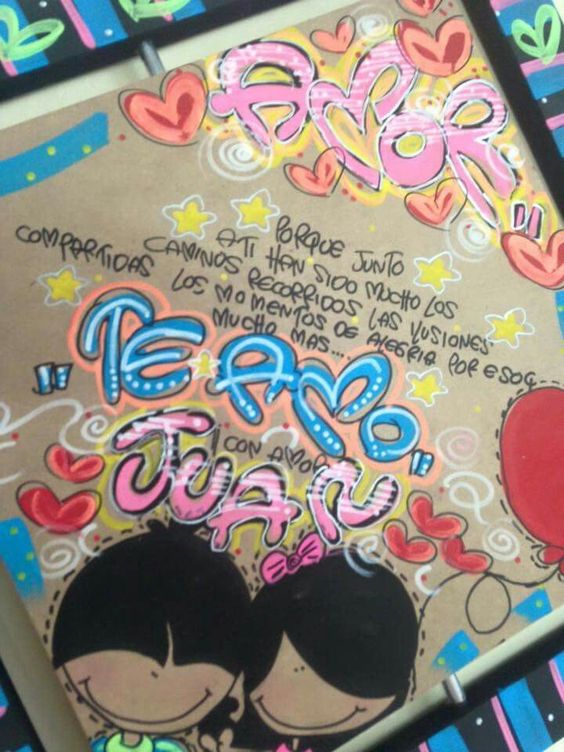 AMOR"
PORQUE JUNTO
A TI HAN SIDO MUCHO LOS
CAMINOS RECORRIDOS LAS ILUSIONES
COMPARTIDAS LOS MOMENTOS DE ALEGRIA POR ESO Y
MUCHO MAS...
"TE AMO"
CON AMOR
JUAN